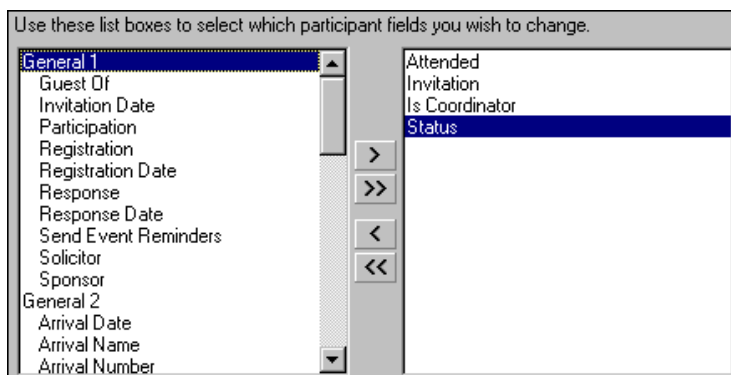 Use these list boxes to select which participant fields you wish to change.
General 1
Guest Of
Invitation Date
Participation
Registration
Registration Date
Response
Response Date
Send Event Reminders
Solicitor
Sponsor
General 2
Arrival Date
Arrival Name
Arrival Number
>
>>
<
<<
Attended
Invitation
Is Coordinator
Status